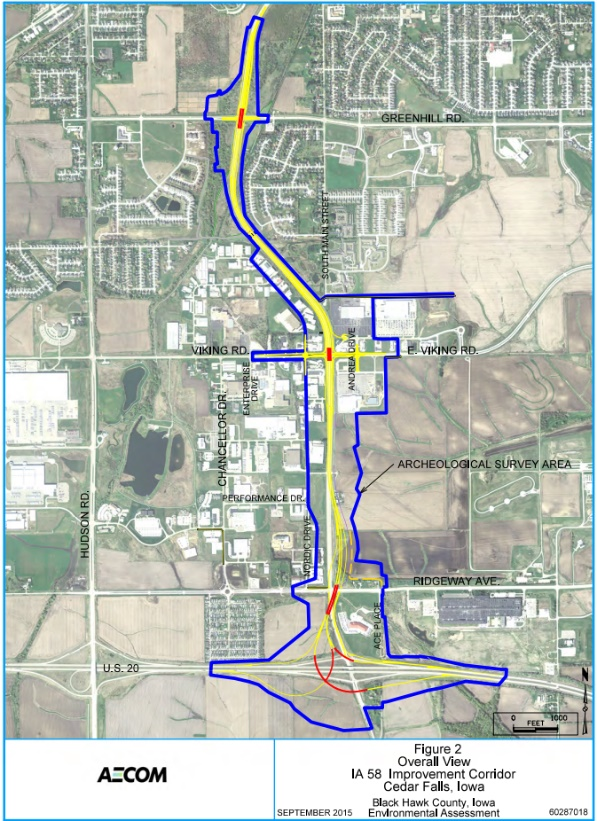 GREENHILL RD.
SOUTH MAIN STREET
VIKING RD.
E. VIKING RD.
ANDREA DRIVE
ENTERPRISE
DRIVE
CHANCELLOR DR.
ARCHEOLOGICAL SURVEY AREA
PERFORMANCE DR.
HUDSON RD.
NORDIC DRIVE
RIDGEWAY AVE.
ACE PLACE
U.S. 20
N
0 1000
FEET
AECOM
Figure 2
Overall View
IA 58 Improvement Corridor
Cedar Falls, Iowa
Black Hawk County, Iowa
SEPTEMBER 2015 Environmental Assessment 60287018